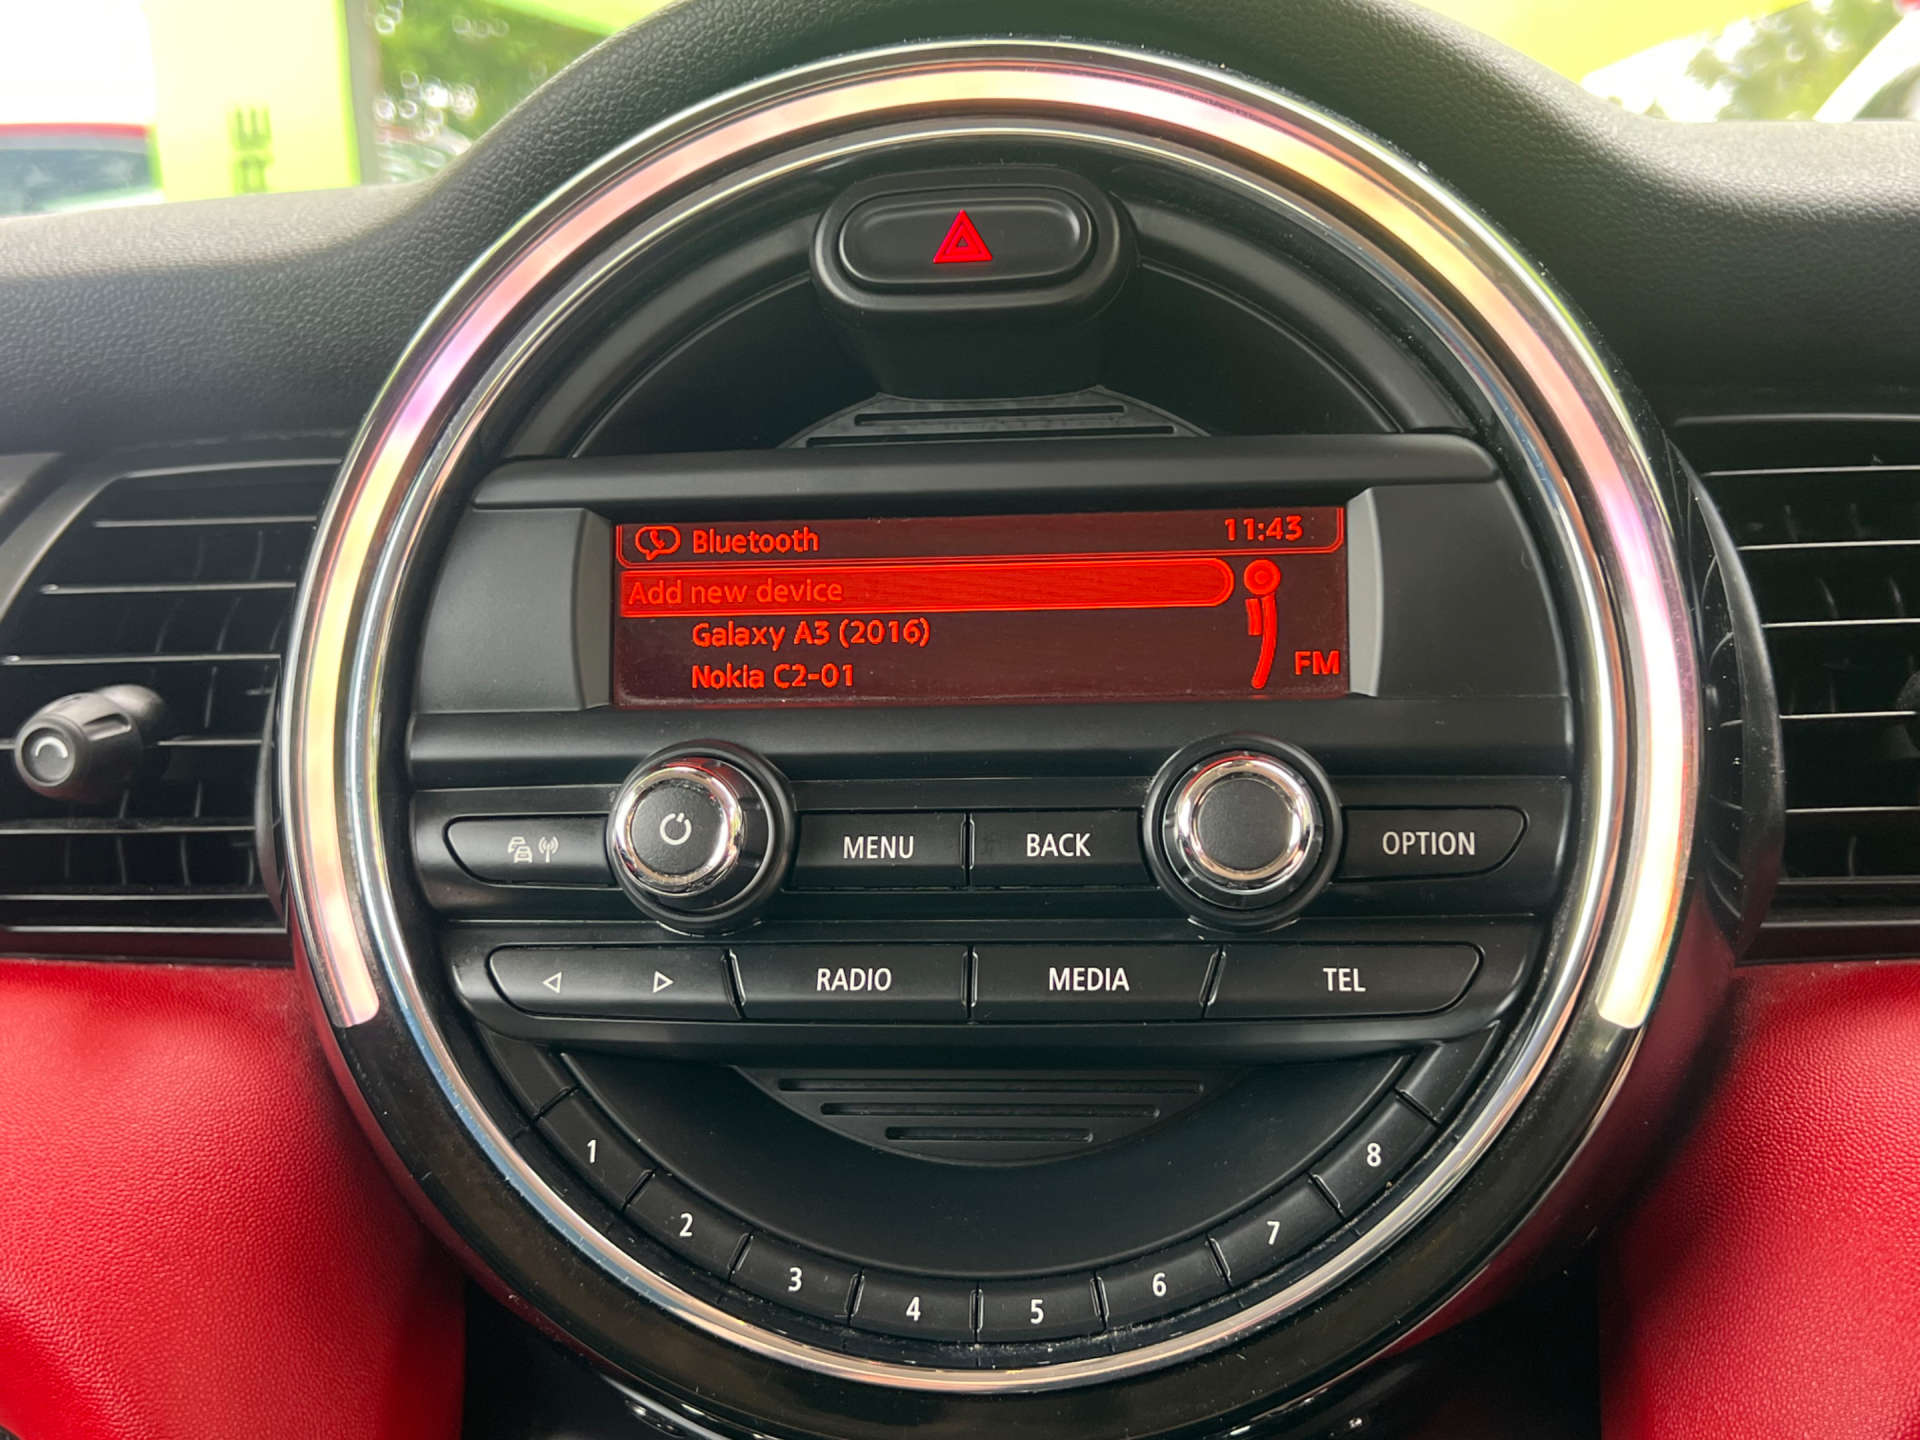 Bluetooth 11:43
Add new device
Galaxy A3 (2016)
Nokia C2-01
FM
MENU BACK OPTION
RADIO MEDIA TEL
1 2 3 4 5 6 7 8